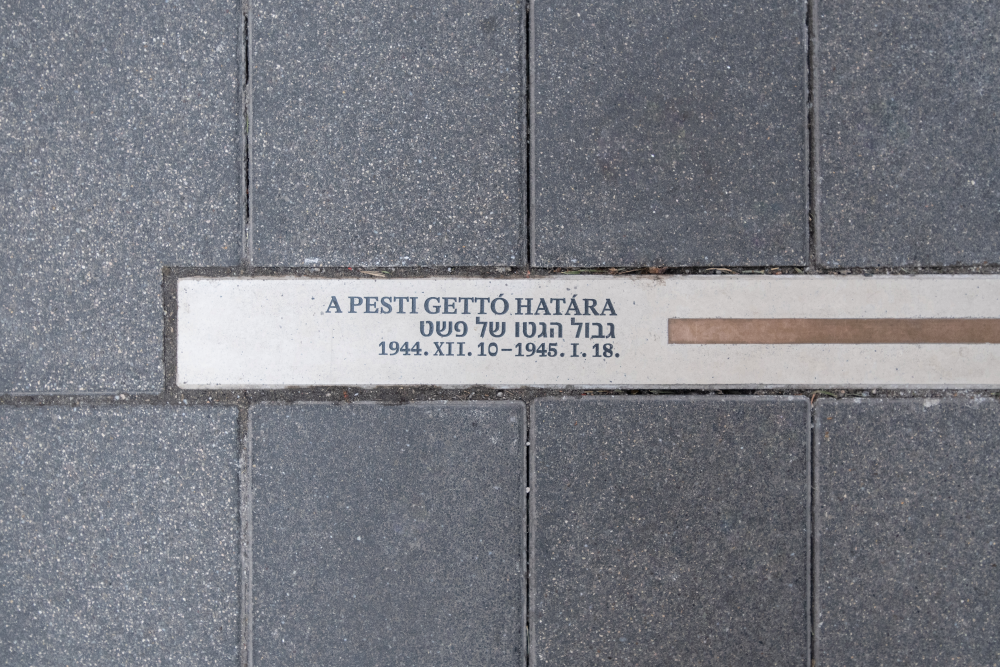 A PESTI GETTÓ HATÁRA
גבול הגטו של פשט
1944. XII. 10–1945. I. 18.